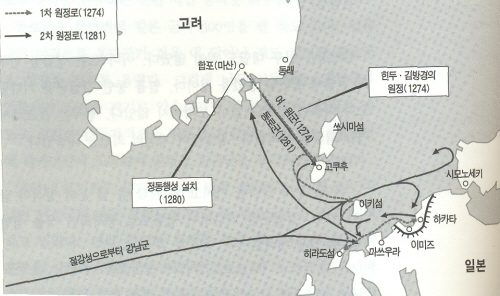 1차 원정로(1274)
2차 원정로(1281)
고려
합포(마산)
동래
흔두·김방경의
원정(1274)
여·원군(1274)
동로군(1281)
쓰시마섬
고쿠후
정동행성 설치
(1280)
이키섬
시모노세키
하카타
이미즈
마쓰우라
히라도섬
절강성으로부터 강남군
일본